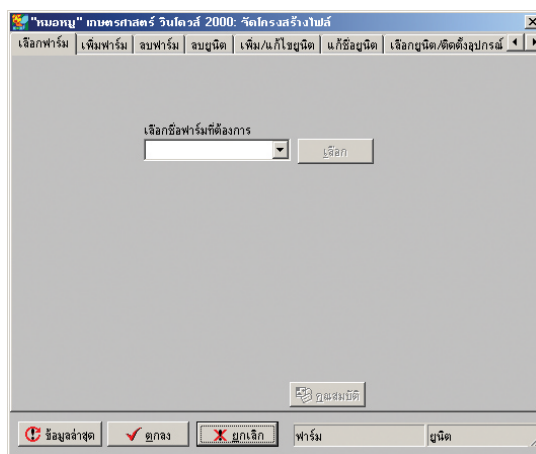 "หมอหมู" เกษตรศาสตร์ วินโดวส์ 2000: จัดโครงสร้างไฟล์
เลือกฟาร์ม เพิ่มฟาร์ม ลบฟาร์ม ลบยูนิต เพิ่ม/แก้ไขยูนิต แก้ชื่อยูนิต เลือกยูนิต/ติดตั้งอุปกรณ์
เลือกชื่อฟาร์มที่ต้องการ
เลือก
คุณสมบัติ
ข้อมูลล่าสุด ตกลง ยกเลิก ฟาร์ม ยูนิต